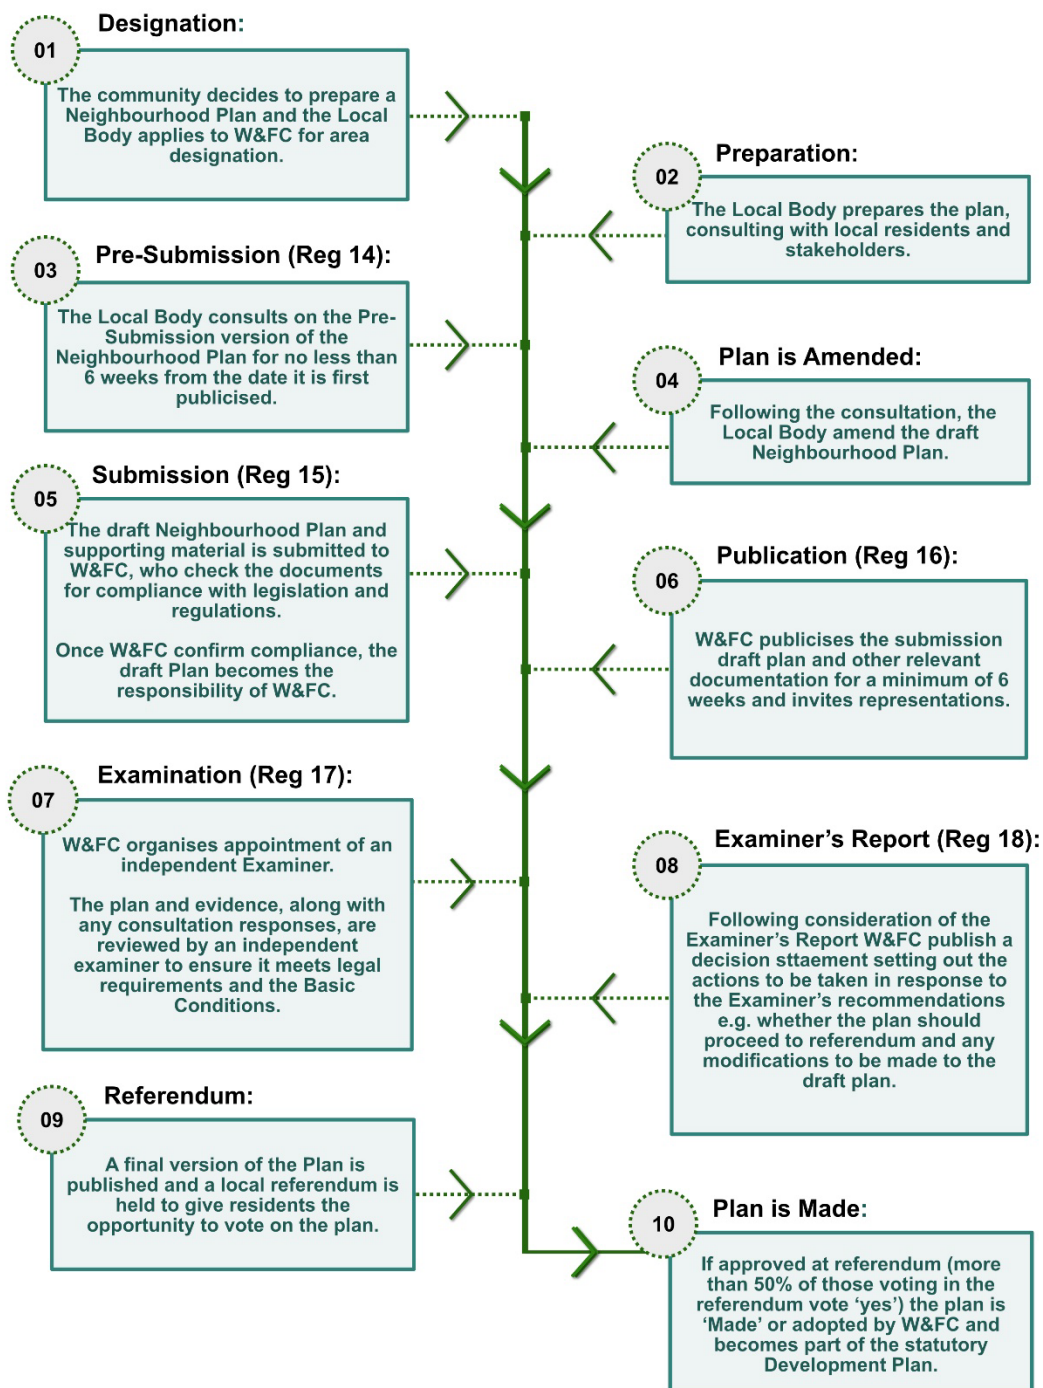 Designation:
01
The community decides to prepare a
Neighbourhood Plan and the Local
Body applies to W&FC for area
designation.
Preparation:
02
The Local Body prepares the plan,
consulting with local residents and
stakeholders.
Pre-Submission (Reg 14):
03
The Local Body consults on the Pre-
Submission version of the
Neighbourhood Plan for no less than
6 weeks from the date it is first
publicised.
Plan is Amended:
04
Following the consultation, the
Local Body amend the draft
Neighbourhood Plan.
Submission (Reg 15):
05
The draft Neighbourhood Plan and
supporting material is submitted to
W&FC, who check the documents
for compliance with legislation and
regulations.
Once W&FC confirm compliance, the
draft Plan becomes the
responsibility of W&FC.
Publication (Reg 16):
06
W&FC publicises the submission
draft plan and other relevant
documentation for a minimum of 6
weeks and invites representations.
Examination (Reg 17):
07
W&FC organises appointment of an
independent Examiner.
The plan and evidence, along with
any consultation responses, are
reviewed by an independent
examiner to ensure it meets legal
requirements and the Basic
Conditions.
Examiner’s Report (Reg 18):
08
Following consideration of the
Examiner’s Report W&FC publish a
decision sttaement setting out the
actions to be taken in response to
the Examiner’s recommendations
e.g. whether the plan should
proceed to referendum and any
modifications to be made to the
draft plan.
Referendum:
09
A final version of the Plan is
published and a local referendum is
held to give residents the
opportunity to vote on the plan.
Plan is Made:
10
If approved at referendum (more
than 50% of those voting in the
referendum vote ‘yes’) the plan is
‘Made’ or adopted by W&FC and
becomes part of the statutory
Development Plan.